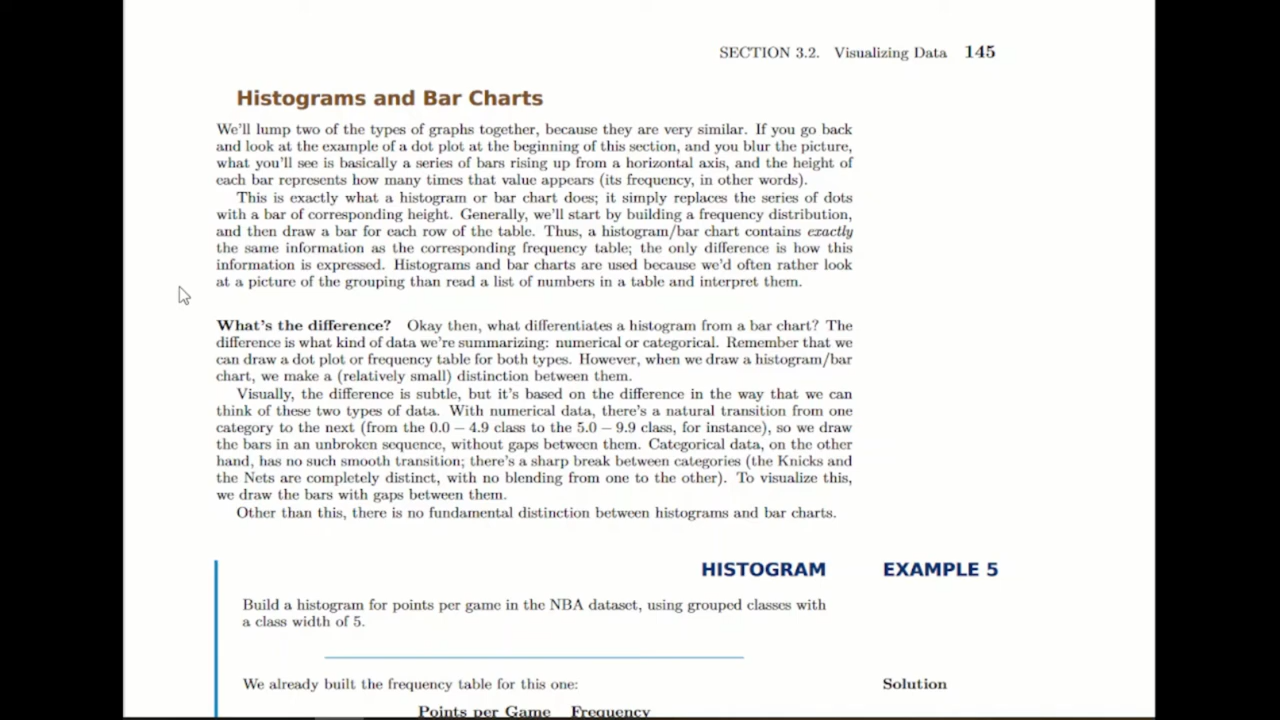 SECTION 3.2. Visualizing Data 145
Histograms and Bar Charts
We'll lump two of the types of graphs together, because they are very similar. If you go back
and look at the example of a dot plot at the beginning of this section, and you blur the picture,
what you'll see is basically a series of bars rising up from a horizontal axis, and the height of
each bar represents how many times that value appears (its frequency, in other words).
This is exactly what a histogram or bar chart does; it simply replaces the series of dots
with a bar of corresponding height. Generally, we'll start by building a frequency distribution,
and then draw a bar for each row of the table. Thus, a histogram/bar chart contains exactly
the same information as the corresponding frequency table; the only difference is how this
information is expressed. Histograms and bar charts are used because we'd often rather look
at a picture of the grouping than read a list of numbers in a table and interpret them.
What's the difference? Okay then, what differentiates a histogram from a bar chart? The
difference is what kind of data we're summarizing: numerical or categorical. Remember that we
can draw a dot plot or frequency table for both types. However, when we draw a histogram/bar
chart, we make a (relatively small) distinction between them.
Visually, the difference is subtle, but it's based on the difference in the way that we can
think of these two types of data. With numerical data, there's a natural transition from one
category to the next (from the 0.0 – 4.9 class to the 5.0 – 9.9 class, for instance), so we draw
the bars in an unbroken sequence, without gaps between them. Categorical data, on the other
hand, has no such smooth transition; there's a sharp break between categories (the Knicks and
the Nets are completely distinct, with no blending from one to the other). To visualize this,
we draw the bars with gaps between them.
Other than this, there is no fundamental distinction between histograms and bar charts.
HISTOGRAM EXAMPLE 5
Build a histogram for points per game in the NBA dataset, using grouped classes with
a class width of 5.
We already built the frequency table for this one: Solution
Points per Game Frequency